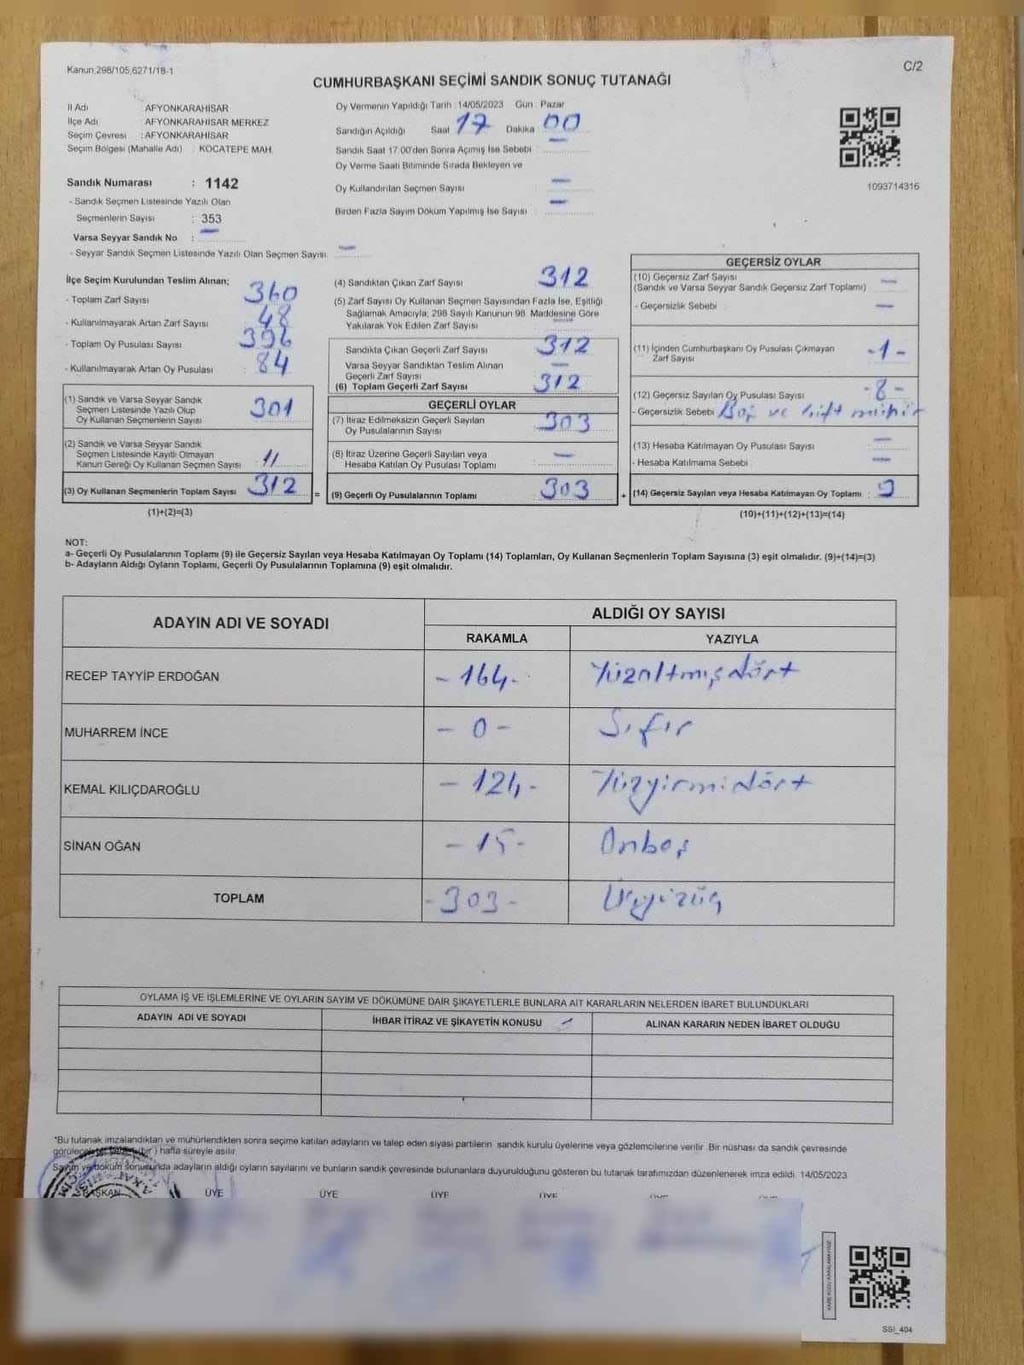 Kanun 298/105,6271/18-1
C/2
CUMHURBAŞKANI SEÇİMİ SANDIK SONUÇ TUTANAĞI
İl Adı AFYONKARAHİSAR
İlçe Adı AFYONKARAHİSAR MERKEZ
Seçim Çevresi : AFYONKARAHİSAR
Seçim Bölgesi (Mahalle Adı) KOCATEPE MAH.
Sandık Numarası : 1142
- Sandık Seçmen Listesinde Yazılı Olan
Seçmenlerin Sayısı : 353
Varsa Seyyar Sandık No : —
- Seyyar Sandık Seçmen Listesinde Yazılı Olan Seçmen Sayısı —
Oy Vermenin Yapıldığı Tarih 14/05/2023 Gün Pazar
Sandığın Açıldığı Saat 17 Dakika 00
Sandık Saat 17.00'den Sonra Açımış İse Sebebi —
Oy Verme Saati Bitiminde Sırada Bekleyen ve
Oy Kullandırılan Seçmen Sayısı —
Birden Fazla Sayım Döküm Yapılmış İse Sayısı —
1093714316
İlçe Seçim Kurulundan Teslim Alınan;
- Toplam Zarf Sayısı 360
- Kullanılmayarak Artan Zarf Sayısı 48
- Toplam Oy Pusulası Sayısı 396
- Kullanılmayarak Artan Oy Pusulası 84
(1) Sandık ve Varsa Seyyar Sandık
Seçmen Listesinde Yazılı Olup
Oy Kullanan Seçmenlerin Sayısı 301
(2) Sandık ve Varsa Seyyar Sandık
Seçmen Listesinde Kayıtlı Olmayan
Kanun Gereği Oy Kullanan Seçmen Sayısı 11
(3) Oy Kullanan Seçmenlerin Toplam Sayısı 312 =
(1)+(2)=(3)
(4) Sandıktan Çıkan Zarf Sayısı 312
(5) Zarf Sayısı Oy Kullanan Seçmen Sayısından Fazla İse, Eşitliği
Sağlamak Amacıyla, 298 Sayılı Kanunun 98. Maddesine Göre
Yakılarak Yok Edilen Zarf Sayısı
Sandıkta Çıkan Geçerli Zarf Sayısı 312
Varsa Seyyar Sandıktan Teslim Alınan
Geçerli Zarf Sayısı —
(6) Toplam Geçerli Zarf Sayısı 312
GEÇERLİ OYLAR
(7) İtiraz Edilmeksizin Geçerli Sayılan
Oy Pusulalarının Sayısı 303
(8) İtiraz Üzerine Geçerli Sayılan veya
Hesaba Katılan Oy Pusulası Toplamı —
(9) Geçerli Oy Pusulalarının Toplamı 303 +
GEÇERSİZ OYLAR
(10) Geçersiz Zarf Sayısı
(Sandık ve Varsa Seyyar Sandık Geçersiz Zarf Toplamı) —
- Geçersizlik Sebebi —
(11) İçinden Cumhurbaşkanı Oy Pusulası Çıkmayan
Zarf Sayısı -1-
(12) Geçersiz Sayılan Oy Pusulası Sayısı -8-
- Geçersizlik Sebebi Boş ve çift mühür
(13) Hesaba Katılmayan Oy Pusulası Sayısı —
- Hesaba Katılmama Sebebi —
(14) Geçersiz Sayılan veya Hesaba Katılmayan Oy Toplamı 9
(10)+(11)+(12)+(13)=(14)
NOT:
a- Geçerli Oy Pusulalarının Toplamı (9) ile Geçersiz Sayılan veya Hesaba Katılmayan Oy Toplamı (14) Toplamları, Oy Kullanan Seçmenlerin Toplam Sayısına (3) eşit olmalıdır. (9)+(14)=(3)
b- Adayların Aldığı Oyların Toplamı, Geçerli Oy Pusulalarının Toplamına (9) eşit olmalıdır.
ADAYIN ADI VE SOYADI
ALDIĞI OY SAYISI
RAKAMLA YAZIYLA
RECEP TAYYİP ERDOĞAN -164- Yüzaltmışdört
MUHARREM İNCE -0- Sıfır
KEMAL KILIÇDAROĞLU -124- Yüzyirmidört
SİNAN OĞAN -15- Onbeş
TOPLAM -303- Üçyüzüç
OYLAMA İŞ VE İŞLEMLERİNE VE OYLARIN SAYIM VE DÖKÜMÜNE DAİR ŞİKAYETLERLE BUNLARA AİT KARARLARIN NELERDEN İBARET BULUNDUKLARI
ADAYIN ADI VE SOYADI İHBAR İTİRAZ VE ŞİKAYETİN KONUSU ALINAN KARARIN NEDEN İBARET OLDUĞU
*Bu tutanak imzalandıktan ve mühürlendikten sonra seçime katılan adayların ve talep eden siyasi partilerin sandık kurulu üyelerine veya gözlemcilerine verilir. Bir nüshası da sandık çevresinde
hafta süreyle asılır.
Sayım ve döküm sonucunda adayların aldığı oyların sayılarını ve bunların sandık çevresinde bulunanlara duyurulduğunu gösteren bu tutanak tarafımızdan düzenlenerek imza edildi. 14/05/2023
BAŞKAN ÜYE ÜYE ÜYE ÜYE
SSI_404